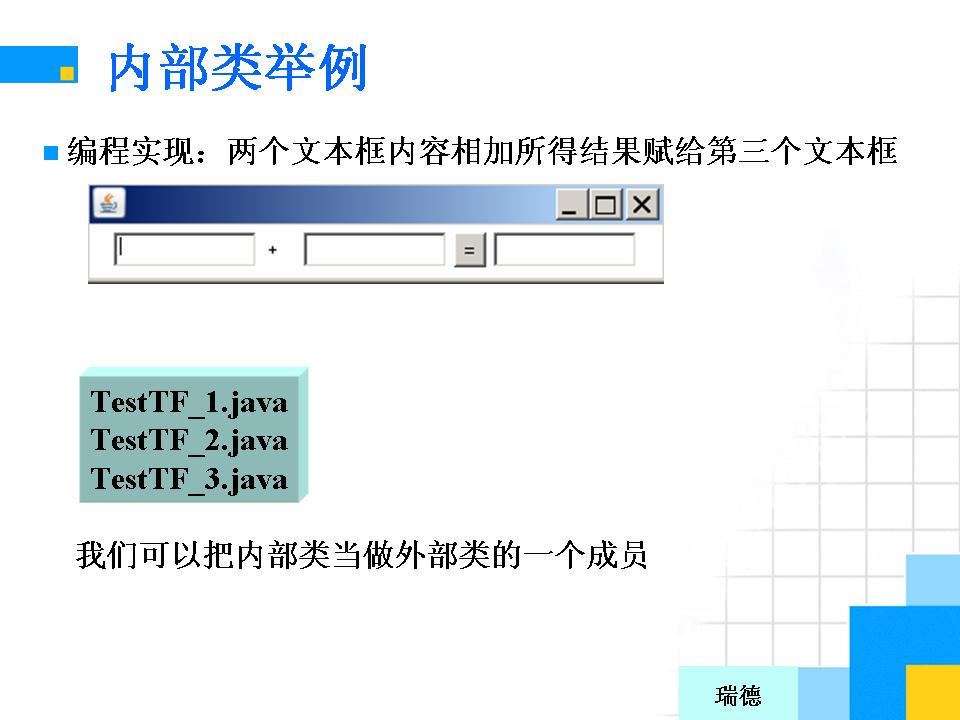 内部类举例
编程实现：两个文本框内容相加所得结果赋给第三个文本框
+ =
TestTF_1.java
TestTF_2.java
TestTF_3.java
我们可以把内部类当做外部类的一个成员
瑞德